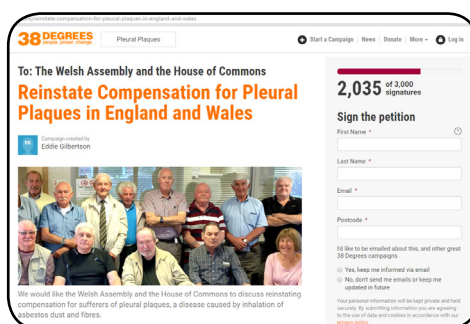 /reinstate-compensation-for-pleural-plaques-in-england-and-wales
38 DEGREES
people. power. change.
Pleural Plaques
Start a Campaign News Donate More Log in
To: The Welsh Assembly and the House of Commons
Reinstate Compensation for Pleural
Plaques in England and Wales
Campaign created by
Eddie Gilbertson
We would like the Welsh Assembly and the House of Commons to discuss reinstating
compensation for sufferers of pleural plaques, a disease caused by inhalation of
asbestos dust and fibres.
2,035 of 3,000
signatures
Sign the petition
First Name *
Last Name *
Email *
Postcode *
I'd like to be emailed about this, and other great
38 Degrees campaigns
Yes, keep me informed via email
No, don't send me emails or keep me
updated in future
Your personal information will be kept private and held
securely. By submitting information you are agreeing
to the use of data and cookies in accordance with our
privacy policy.